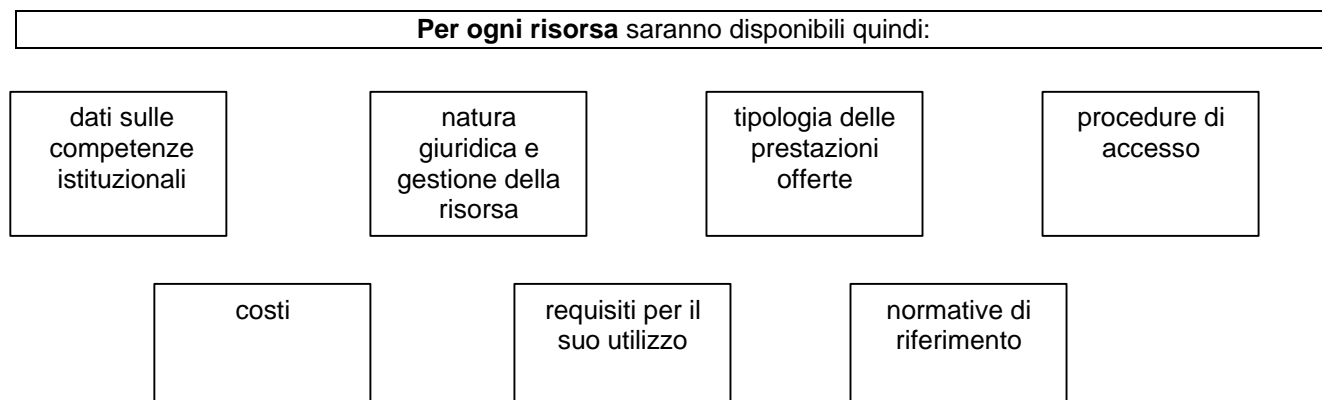 Per ogni risorsa saranno disponibili quindi:
dati sulle
competenze
istituzionali
natura
giuridica e
gestione della
risorsa
tipologia delle
prestazioni
offerte
procedure di
accesso
costi
requisiti per il
suo utilizzo
normative di
riferimento